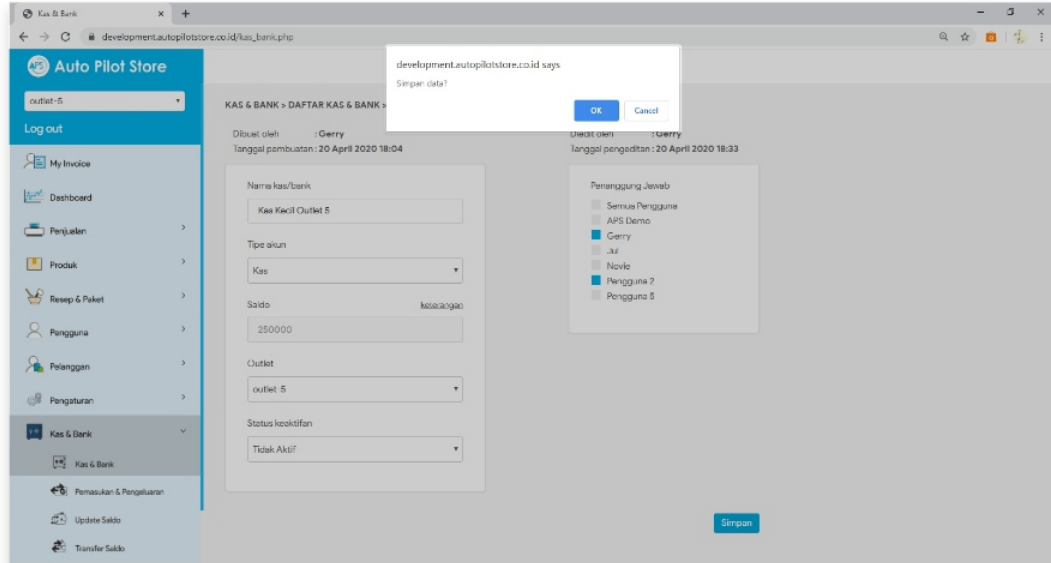 Kas & Bank
development.autopilotstore.co.id/kas_bank.php
APS Auto Pilot Store
outlet-5
Log out
My Invoice
Dashboard
Penjualan
Produk
Resep & Paket
Pengguna
Pelanggan
Pengaturan
Kas & Bank
Kas & Bank
Pemasukan & Pengeluaran
Update Saldo
Transfer Saldo
development.autopilotstore.co.id says
Simpan data?
OK Cancel
KAS & BANK > DAFTAR KAS & BANK >
Dibuat oleh : Gerry
Tanggal pembuatan : 20 April 2020 18:04
Diedit oleh : Gerry
Tanggal pengeditan : 20 April 2020 18:33
Nama kas/bank
Kas Kecil Outlet 5
Tipe akun
Kas
Saldo keterangan
250000
Outlet
outlet-5
Status keaktifan
Tidak Aktif
Penanggung Jawab
Semua Pengguna
APS Demo
Gerry
Jul
Novie
Pengguna 2
Pengguna 5
Simpan